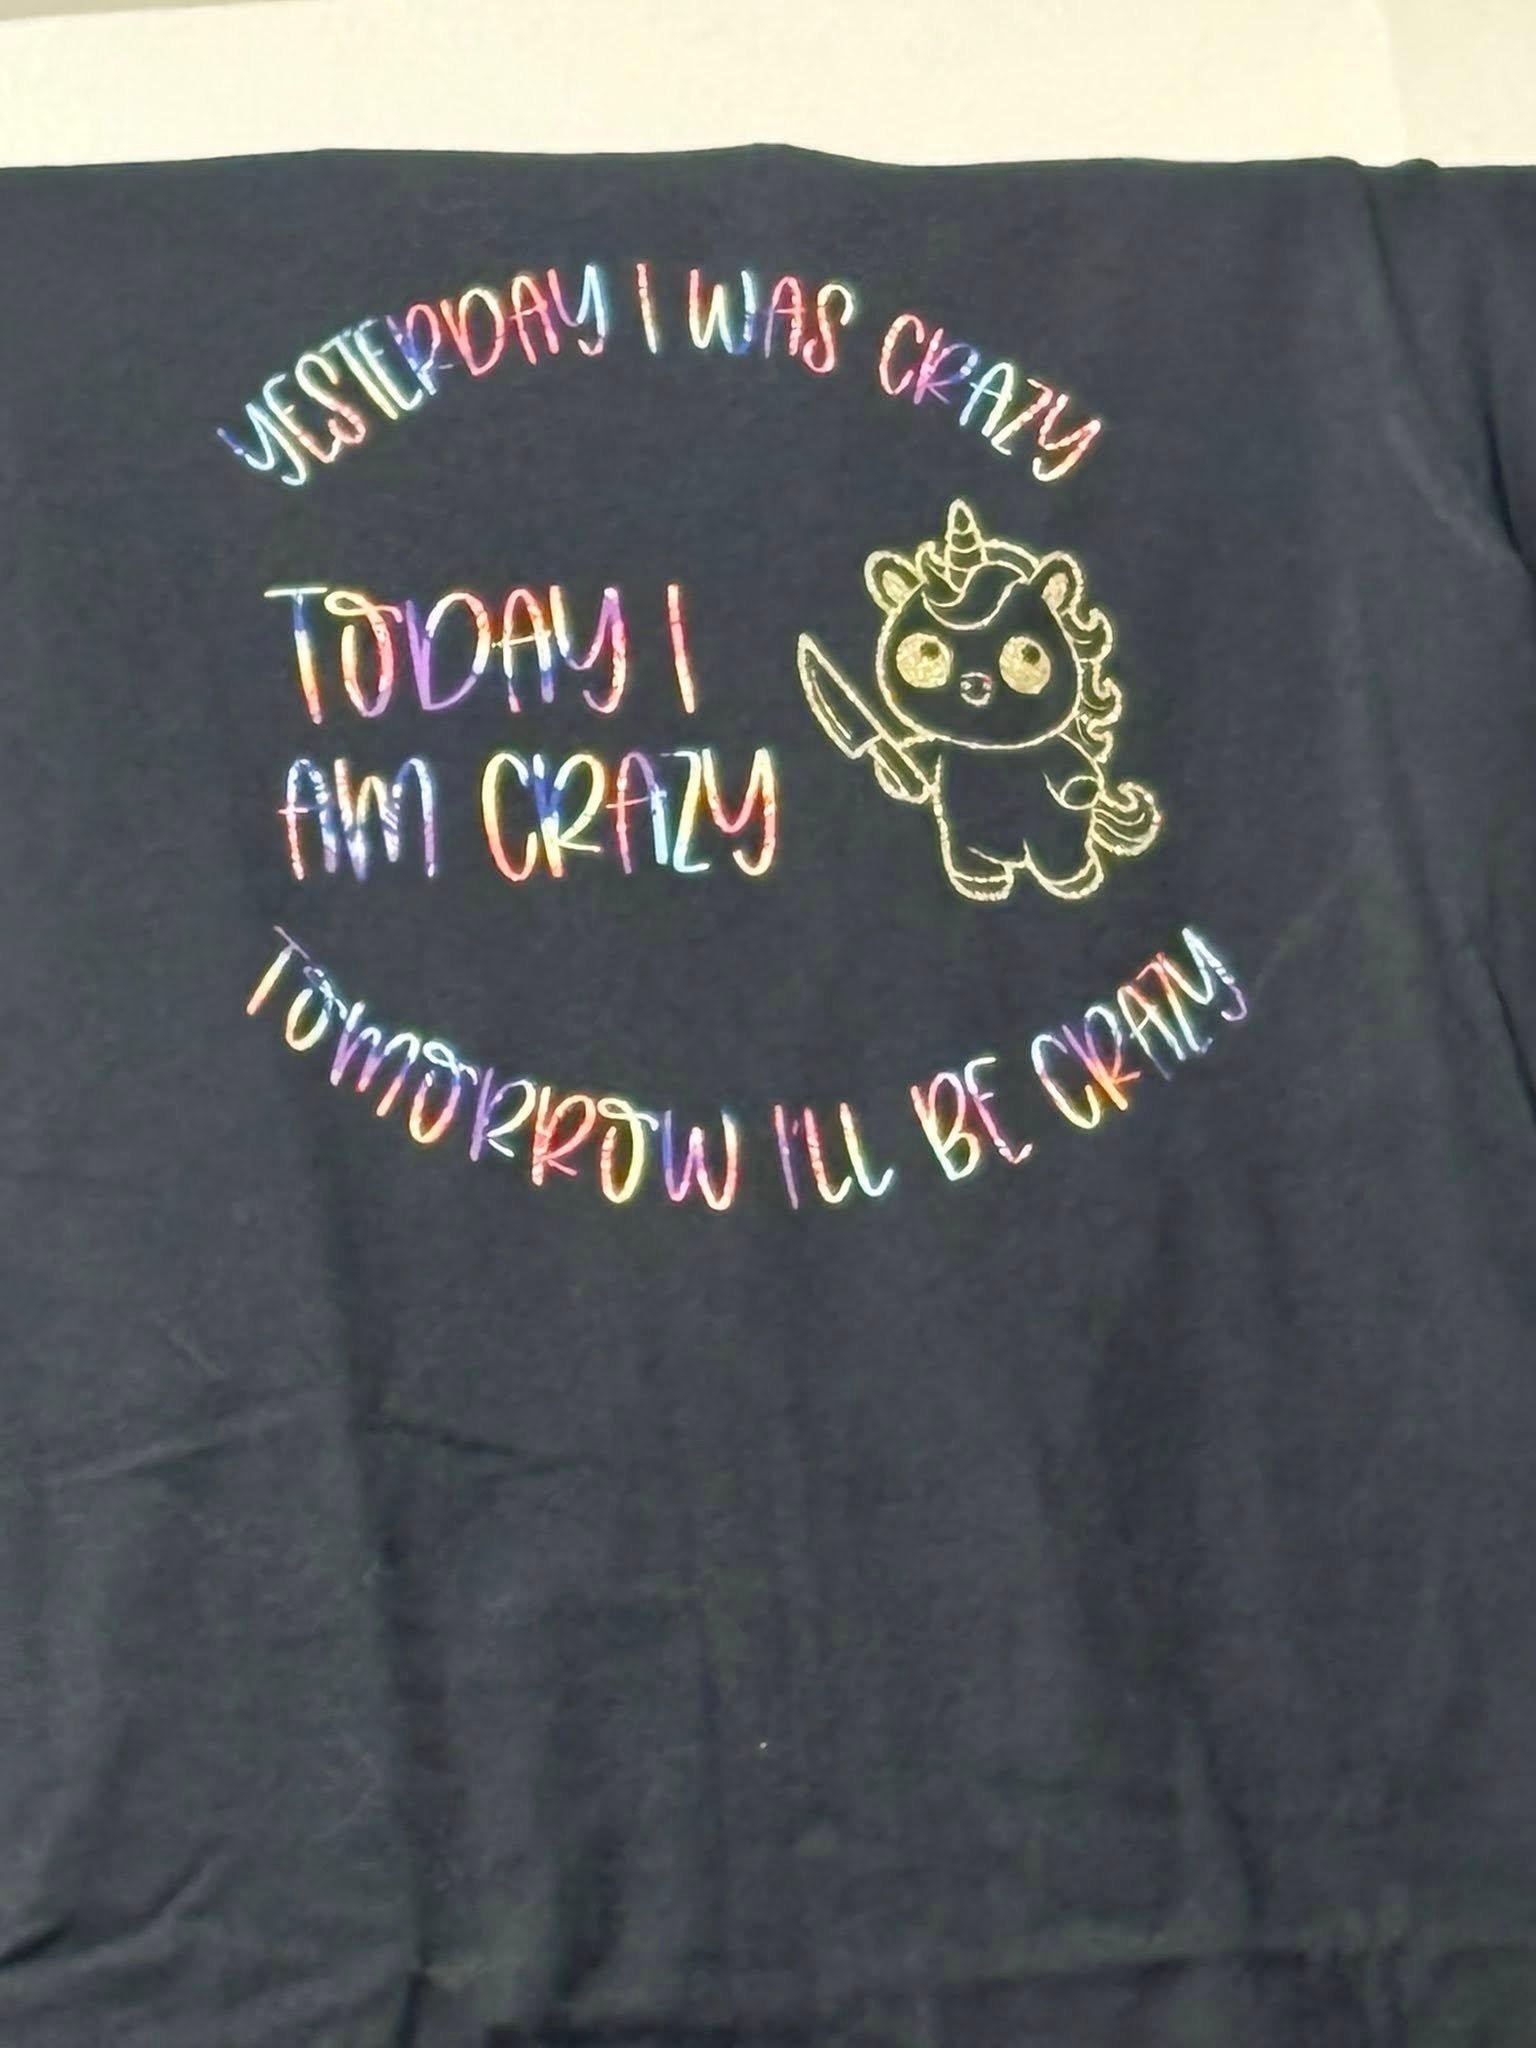 YESTERDAY I WAS CRAZY
TODAY I
AM CRAZY
TOMORROW I'LL BE CRAZY